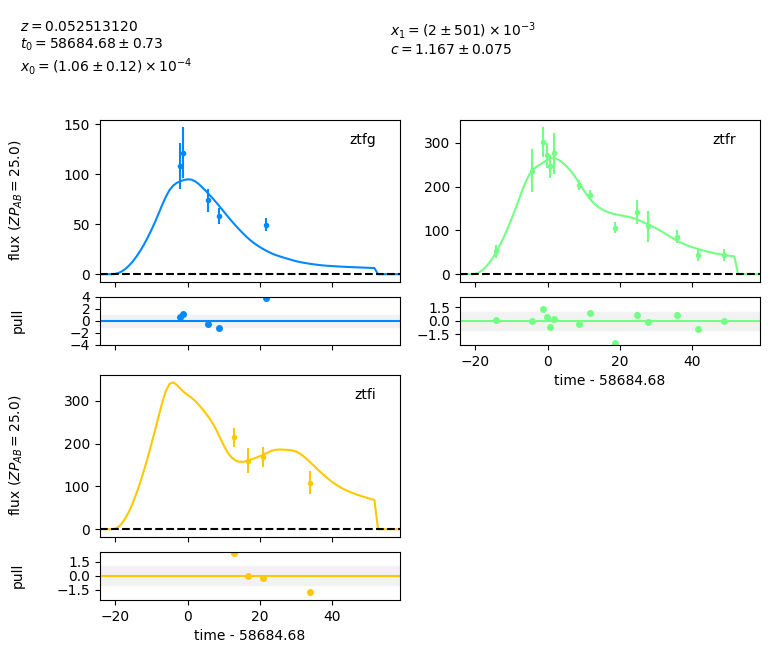 z = 0.052513120
t₀ = 58684.68 ± 0.73
x₀ = (1.06 ± 0.12) × 10⁻⁴
x₁ = (2 ± 501) × 10⁻³
c = 1.167 ± 0.075
ztfg
150
100
50
0
flux (ZP_AB = 25.0)
4
2
0
−2
−4
pull
ztfr
300
200
100
0
1.5
0.0
−1.5
−20 0 20 40
time - 58684.68
ztfi
300
200
100
0
flux (ZP_AB = 25.0)
1.5
0.0
−1.5
pull
−20 0 20 40
time - 58684.68